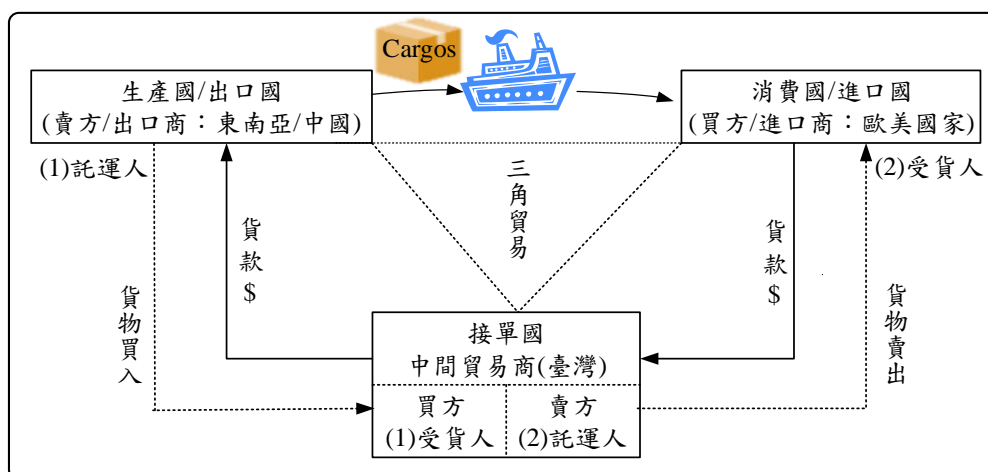 Cargos
生產國/出口國
(賣方/出口商：東南亞/中國)
消費國/進口國
(買方/進口商：歐美國家)
(1)託運人
(2)受貨人
三角貿易
貨款$
貨款$
貨物買入
貨物賣出
接單國
中間貿易商(臺灣)
買方
(1)受貨人
賣方
(2)託運人